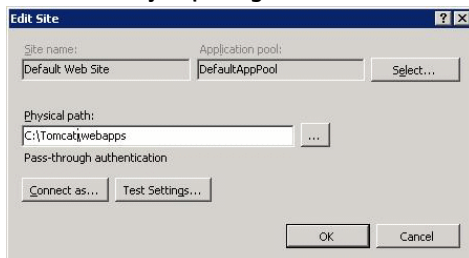 Edit Site
Site name:
Application pool:
Default Web Site
DefaultAppPool
Select...
Physical path:
C:\Tomcat\webapps
...
Pass-through authentication
Connect as...
Test Settings...
OK
Cancel